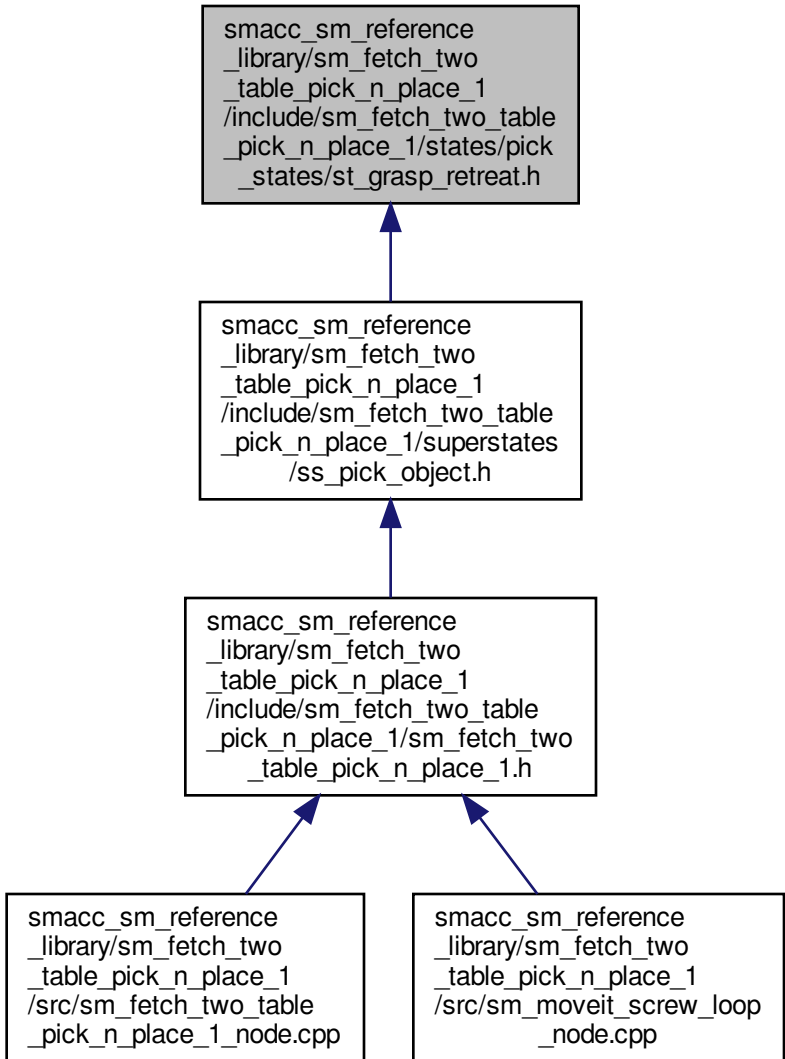 smacc_sm_reference
_library/sm_fetch_two
_table_pick_n_place_1
/include/sm_fetch_two_table
_pick_n_place_1/states/pick
_states/st_grasp_retreat.h
smacc_sm_reference
_library/sm_fetch_two
_table_pick_n_place_1
/include/sm_fetch_two_table
_pick_n_place_1/superstates
/ss_pick_object.h
smacc_sm_reference
_library/sm_fetch_two
_table_pick_n_place_1
/include/sm_fetch_two_table
_pick_n_place_1/sm_fetch_two
_table_pick_n_place_1.h
smacc_sm_reference
_library/sm_fetch_two
_table_pick_n_place_1
/src/sm_fetch_two_table
_pick_n_place_1_node.cpp
smacc_sm_reference
_library/sm_fetch_two
_table_pick_n_place_1
/src/sm_moveit_screw_loop
_node.cpp